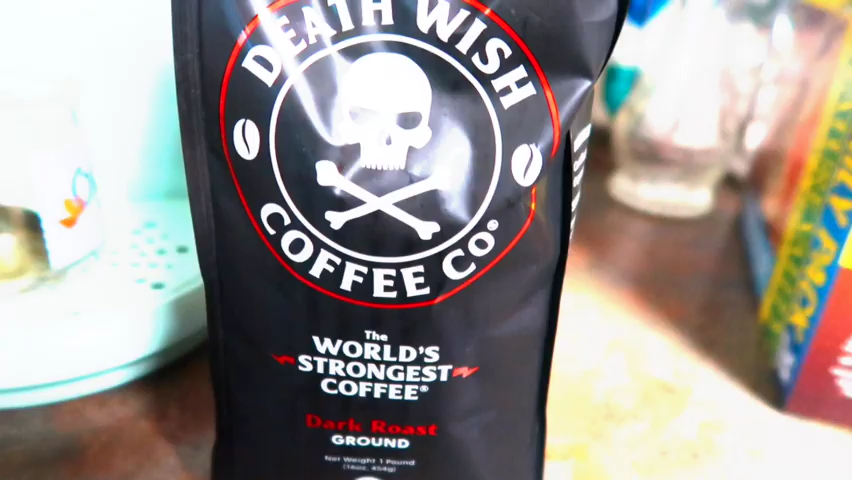 DEATH WISH
COFFEE CO®
The
WORLD'S
STRONGEST
COFFEE®
Dark Roast
GROUND
Net Weight 1 Pound
(16oz, 454g)